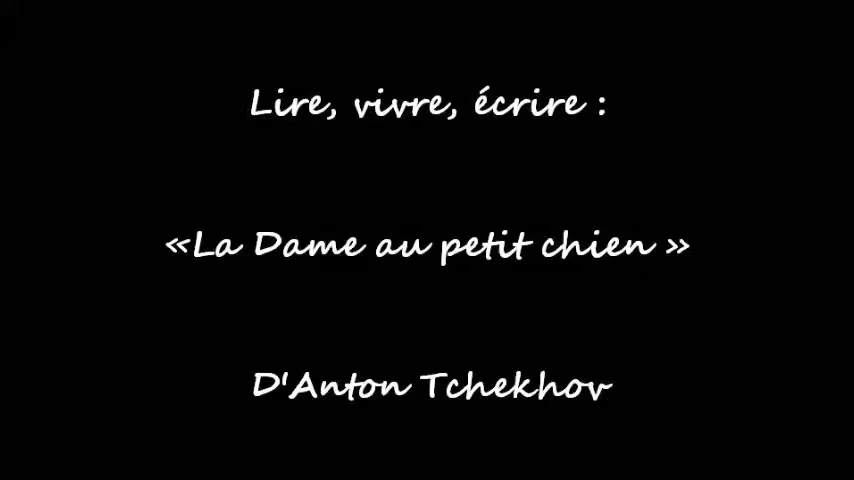 Lire, vivre, écrire :
«La Dame au petit chien »
D'Anton Tchekhov